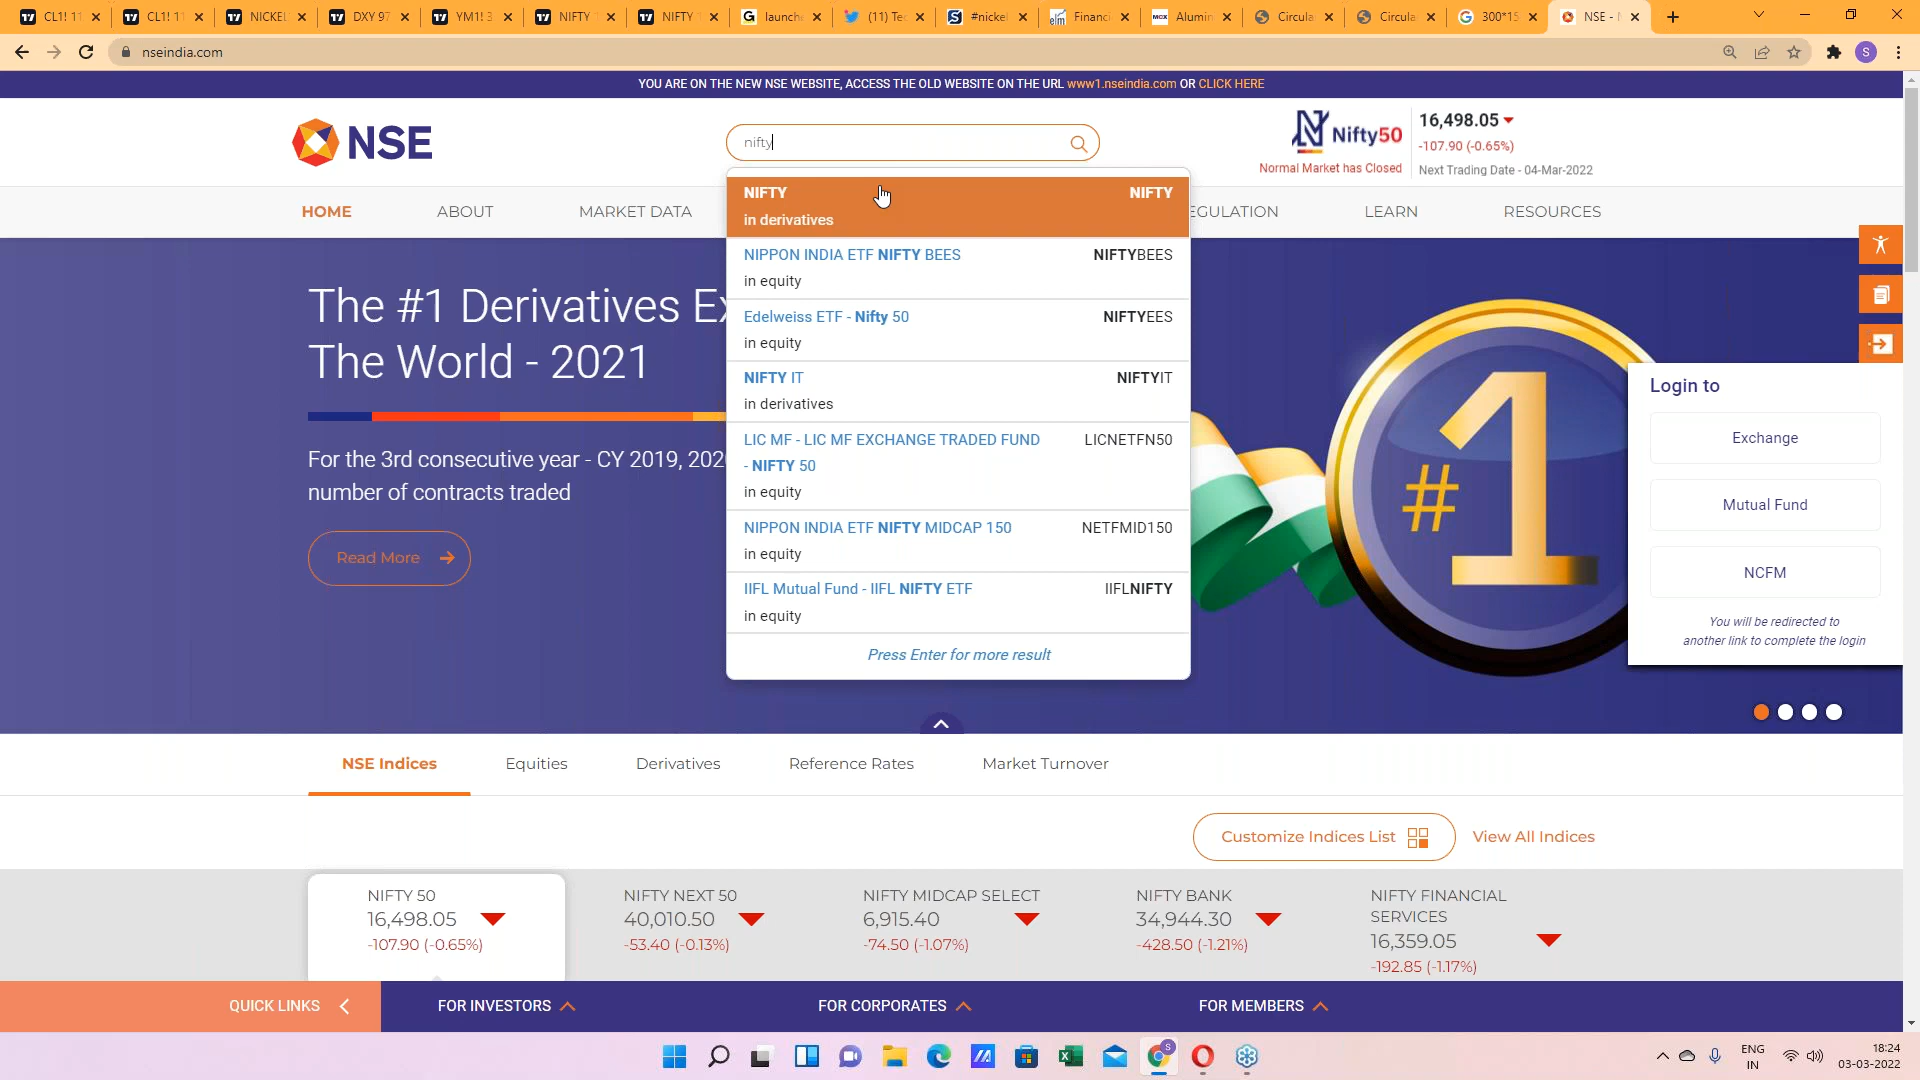 CL1! 11
CL1! 11
NICKEL
DXY 97
YM1! 3
NIFTY
NIFTY
launch
(11) Te
#nickel
Financi
Alumin
Circula
Circula
300*15
NSE -
nseindia.com
S
YOU ARE ON THE NEW NSE WEBSITE, ACCESS THE OLD WEBSITE ON THE URL www1.nseindia.com OR CLICK HERE
NSE
nifty
Nifty50
16,498.05
-107.90 (-0.65%)
Normal Market has Closed
Next Trading Date - 04-Mar-2022
HOME
ABOUT
MARKET DATA
EGULATION
LEARN
RESOURCES
NIFTY NIFTY
in derivatives
NIPPON INDIA ETF NIFTY BEES NIFTYBEES
in equity
Edelweiss ETF - Nifty 50 NIFTYEES
in equity
NIFTY IT NIFTYIT
in derivatives
LIC MF - LIC MF EXCHANGE TRADED FUND LICNETFN50
- NIFTY 50
in equity
NIPPON INDIA ETF NIFTY MIDCAP 150 NETFMID150
in equity
IIFL Mutual Fund - IIFL NIFTY ETF IIFLNIFTY
in equity
Press Enter for more result
The #1 Derivatives Ex
The World - 2021
For the 3rd consecutive year - CY 2019, 202
number of contracts traded
Read More
#1
Login to
Exchange
Mutual Fund
NCFM
You will be redirected to
another link to complete the login
NSE Indices
Equities
Derivatives
Reference Rates
Market Turnover
Customize Indices List
View All Indices
NIFTY 50
16,498.05
-107.90 (-0.65%)
NIFTY NEXT 50
40,010.50
-53.40 (-0.13%)
NIFTY MIDCAP SELECT
6,915.40
-74.50 (-1.07%)
NIFTY BANK
34,944.30
-428.50 (-1.21%)
NIFTY FINANCIAL
SERVICES
16,359.05
-192.85 (-1.17%)
QUICK LINKS
FOR INVESTORS
FOR CORPORATES
FOR MEMBERS
ENG
IN
18:24
03-03-2022